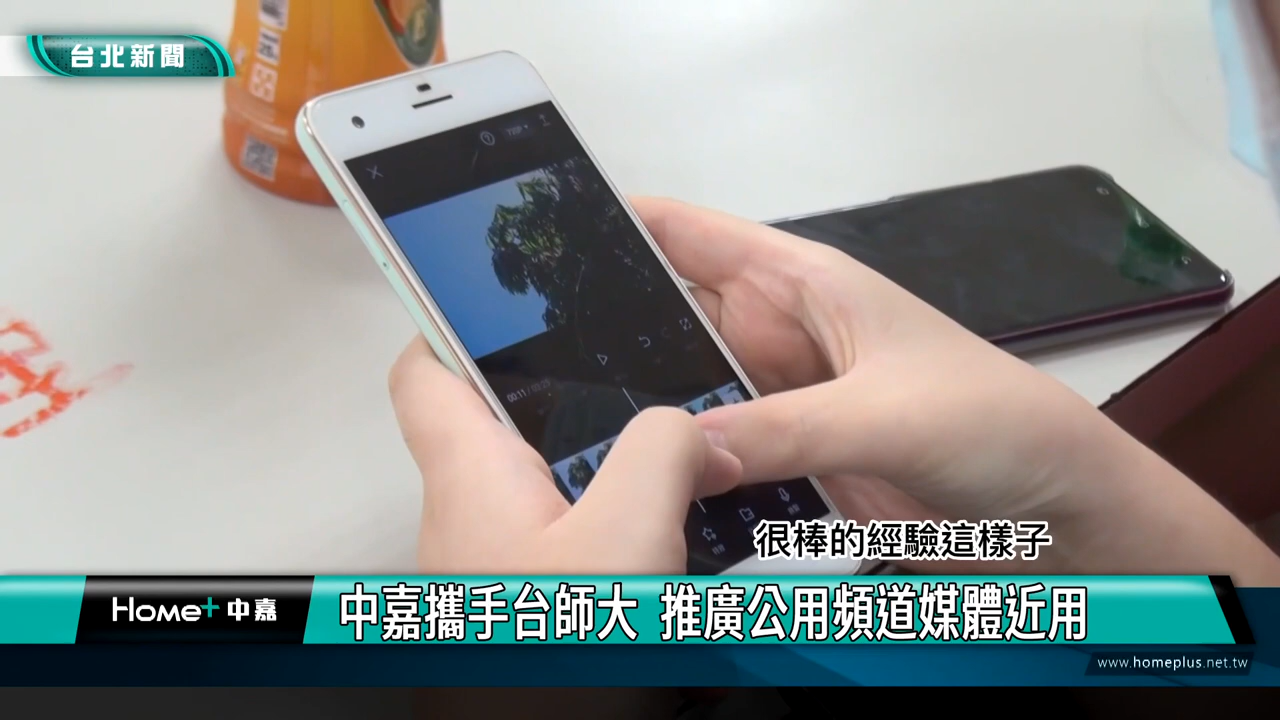 台北新聞
很棒的經驗這樣子
Home+中嘉
中嘉攜手台師大 推廣公用頻道媒體近用
www.homeplus.net.tw